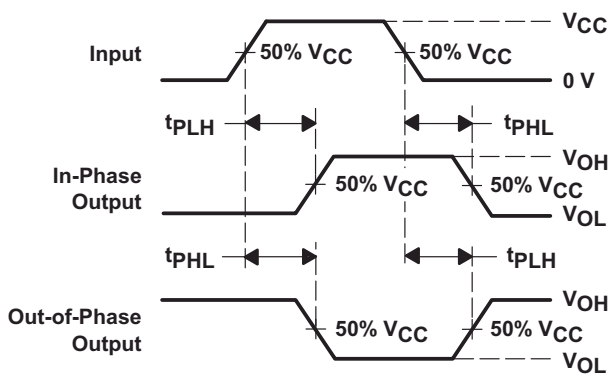 VCC
Input
50% VCC
50% VCC
0 V
tPLH
tPHL
VOH
In-Phase
Output
50% VCC
50% VCC
VOL
tPHL
tPLH
VOH
Out-of-Phase
Output
50% VCC
50% VCC
VOL